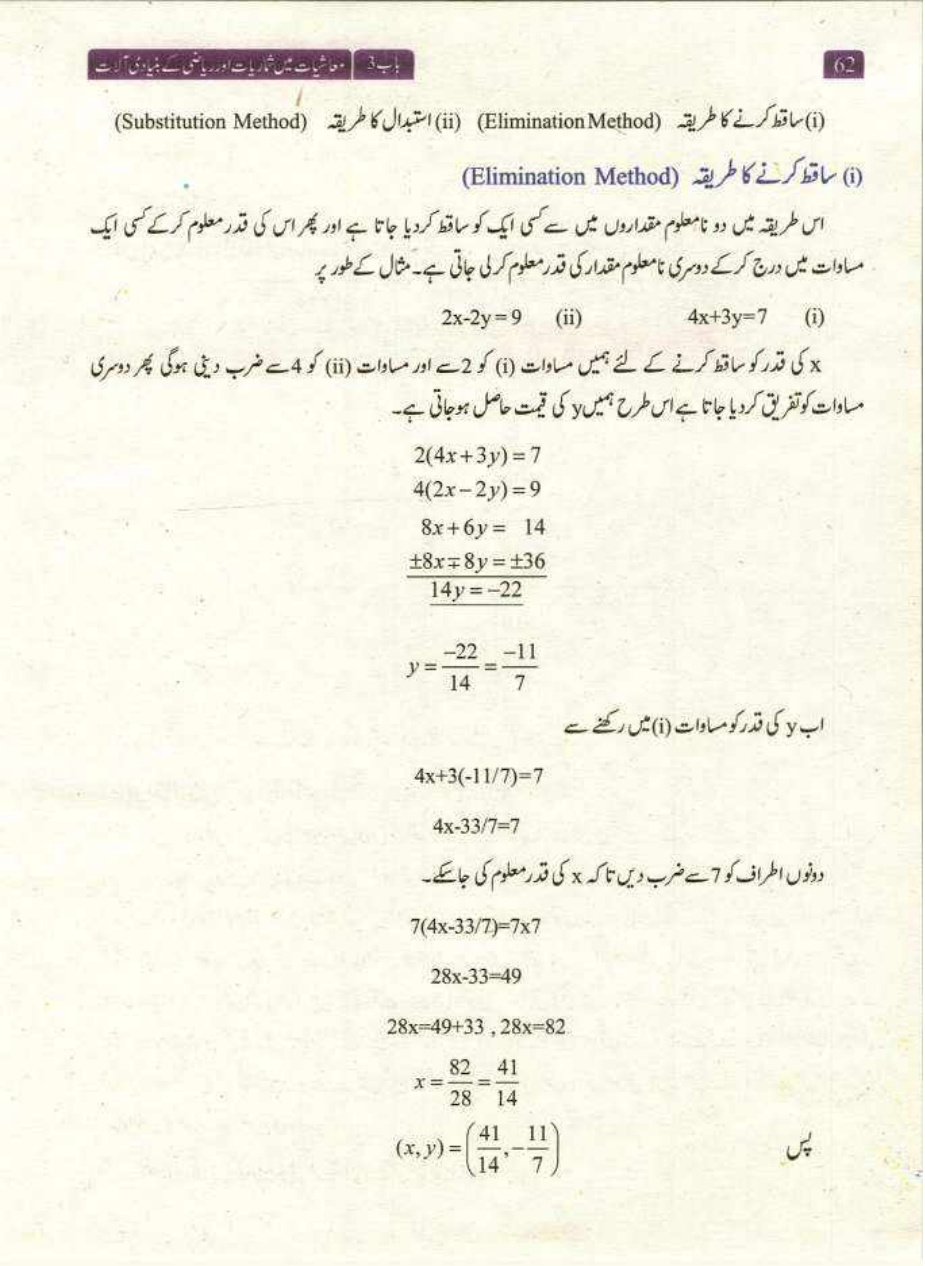 62
باب 3 معاشیات میں شماریات اور ریاضی کے بنیادی آلات
(i) ساقط کرنے کا طریقہ (Elimination Method) (ii) استبدال کا طریقہ (Substitution Method)
(i) ساقط کرنے کا طریقہ (Elimination Method)
اس طریقہ میں دو نامعلوم مقداروں میں سے کسی ایک کو ساقط کردیا جاتا ہے اور پھر اس کی قدر معلوم کرکے کسی ایک
مساوات میں درج کرکے دوسری نامعلوم مقدار کی قدر معلوم کرلی جاتی ہے۔ مثال کے طور پر
4x+3y=7 (i) 2x-2y=9 (ii)
x کی قدر کو ساقط کرنے کے لئے ہمیں مساوات (i) کو 2 سے اور مساوات (ii) کو 4 سے ضرب دینی ہوگی پھر دوسری
مساوات کو تفریق کردیا جاتا ہے اس طرح ہمیں y کی قیمت حاصل ہوجاتی ہے۔
2(4x+3y)=7
4(2x−2y)=9
8x+6y= 14
±8x∓8y=±36
14y=−22
y = −22/14 = −11/7
اب y کی قدر کو مساوات (i) میں رکھنے سے
4x+3(-11/7)=7
4x-33/7=7
دونوں اطراف کو 7 سے ضرب دیں تاکہ x کی قدر معلوم کی جاسکے۔
7(4x-33/7)=7x7
28x-33=49
28x=49+33 , 28x=82
x = 82/28 = 41/14
پس (x, y) = (41/14, −11/7)